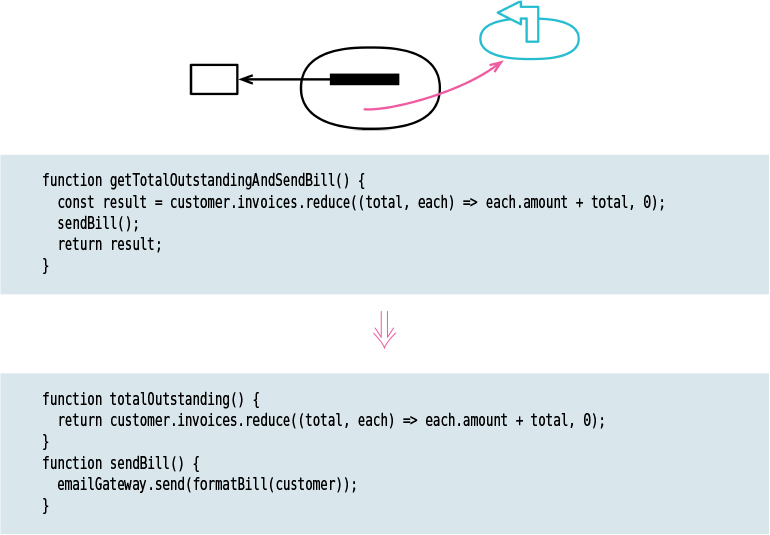 function getTotalOutstandingAndSendBill() {
  const result = customer.invoices.reduce((total, each) => each.amount + total, 0);
  sendBill();
  return result;
}
function totalOutstanding() {
  return customer.invoices.reduce((total, each) => each.amount + total, 0);
}
function sendBill() {
  emailGateway.send(formatBill(customer));
}